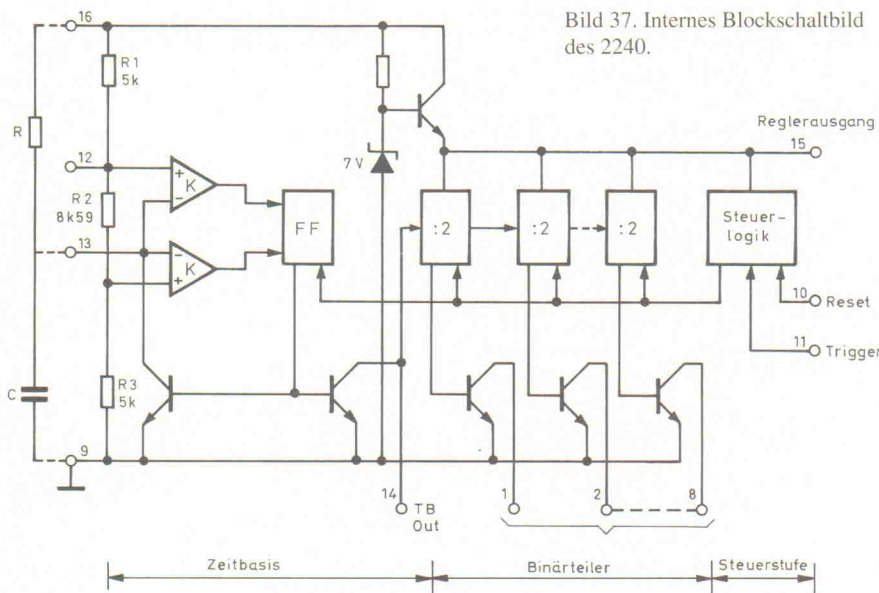 Bild 37. Internes Blockschaltbild
des 2240.
16
R1
5k
R
12
R2
8k59
13
+
K
−
−
K
+
FF
7V
:2
:2
:2
Steuer-
logik
Reglerausgang
15
10
Reset
11
Trigger
C
R3
5k
9
14
TB
Out
1
2
8
Zeitbasis
Binärteiler
Steuerstufe